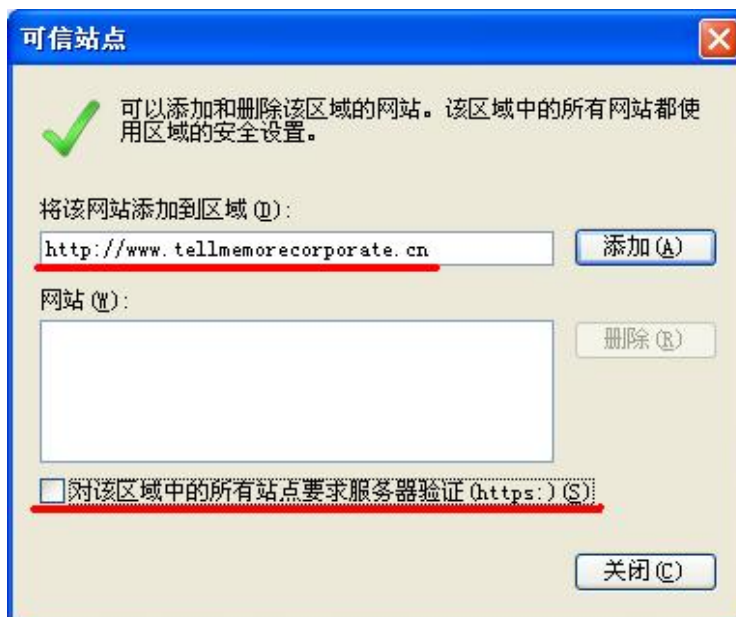 可信站点
可以添加和删除该区域的网站。该区域中的所有网站都使
用区域的安全设置。
将该网站添加到区域(D):
http://www.tellmemorecorporate.cn
添加(A)
网站(W):
删除(R)
对该区域中的所有站点要求服务器验证(https:)(S)
关闭(C)